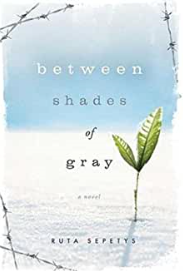 between
shades
of
gray
a novel
RUTA SEPETYS